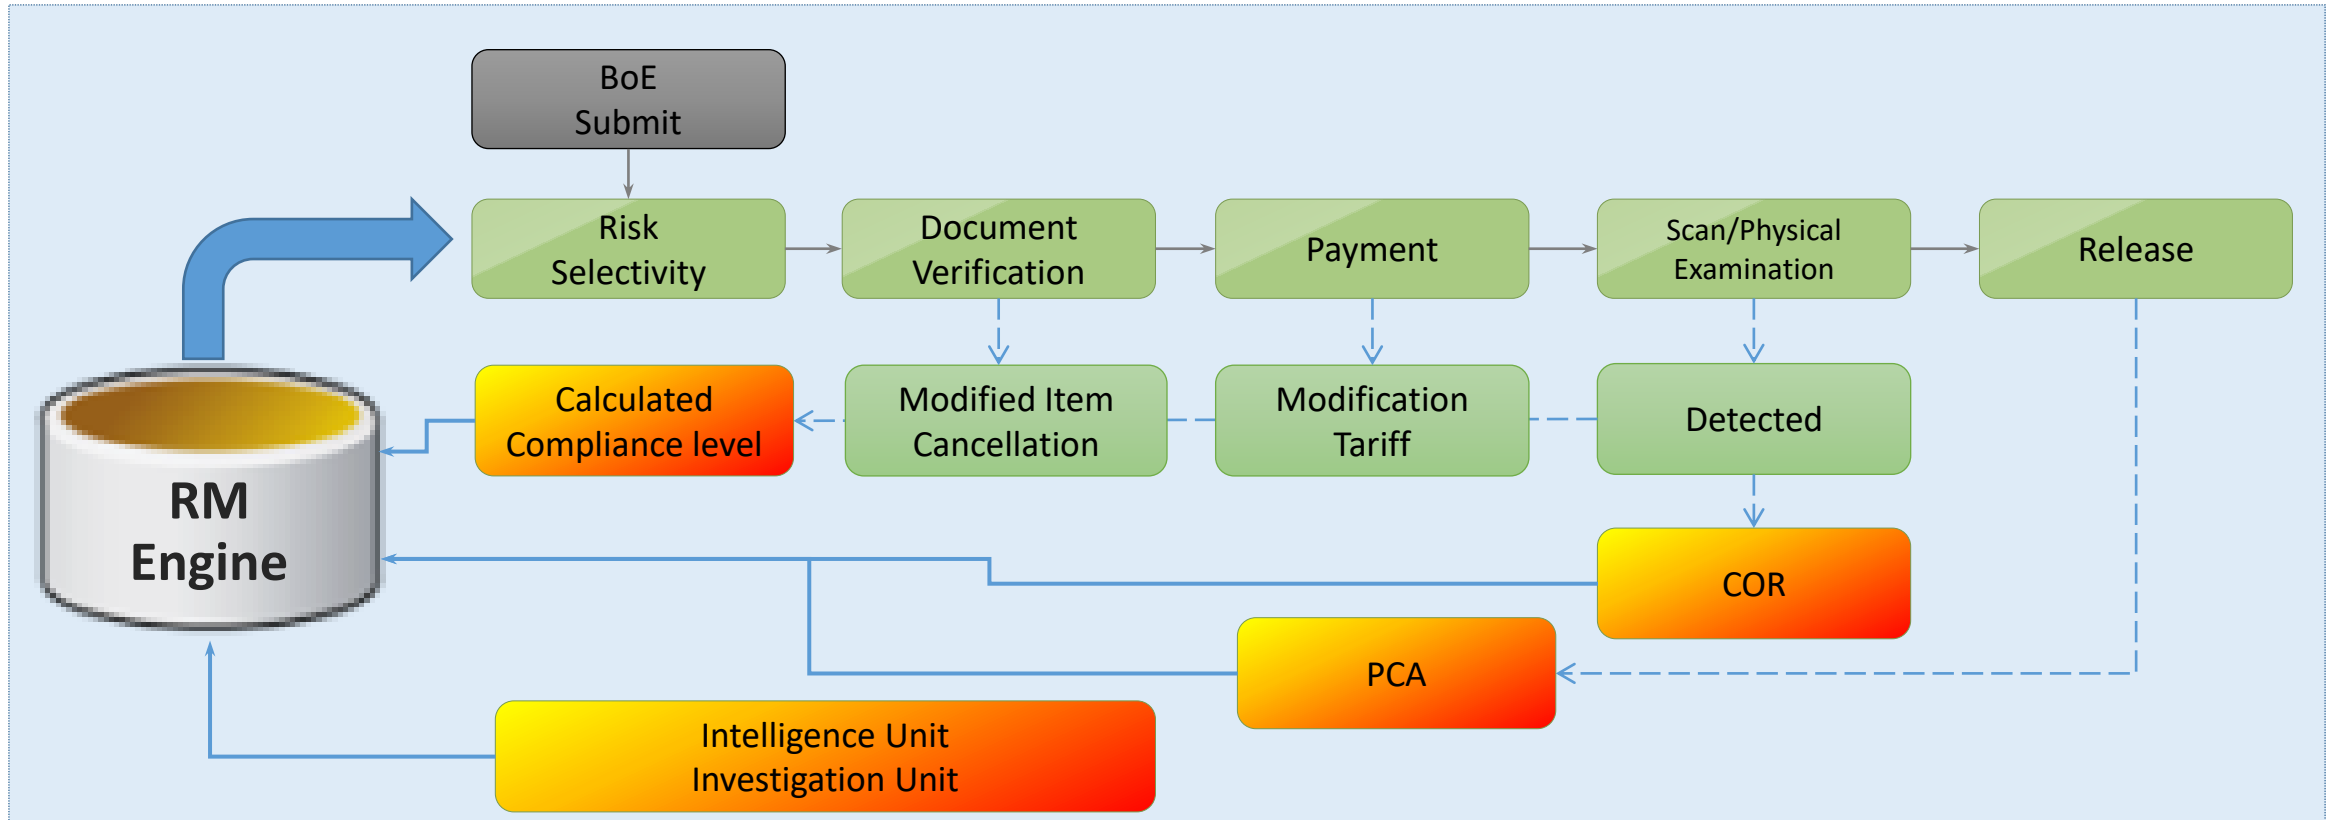 BoE
Submit
Risk
Selectivity
Document
Verification
Payment
Scan/Physical
Examination
Release
Calculated
Compliance level
Modified Item
Cancellation
Modification
Tariff
Detected
RM
Engine
COR
PCA
Intelligence Unit
Investigation Unit